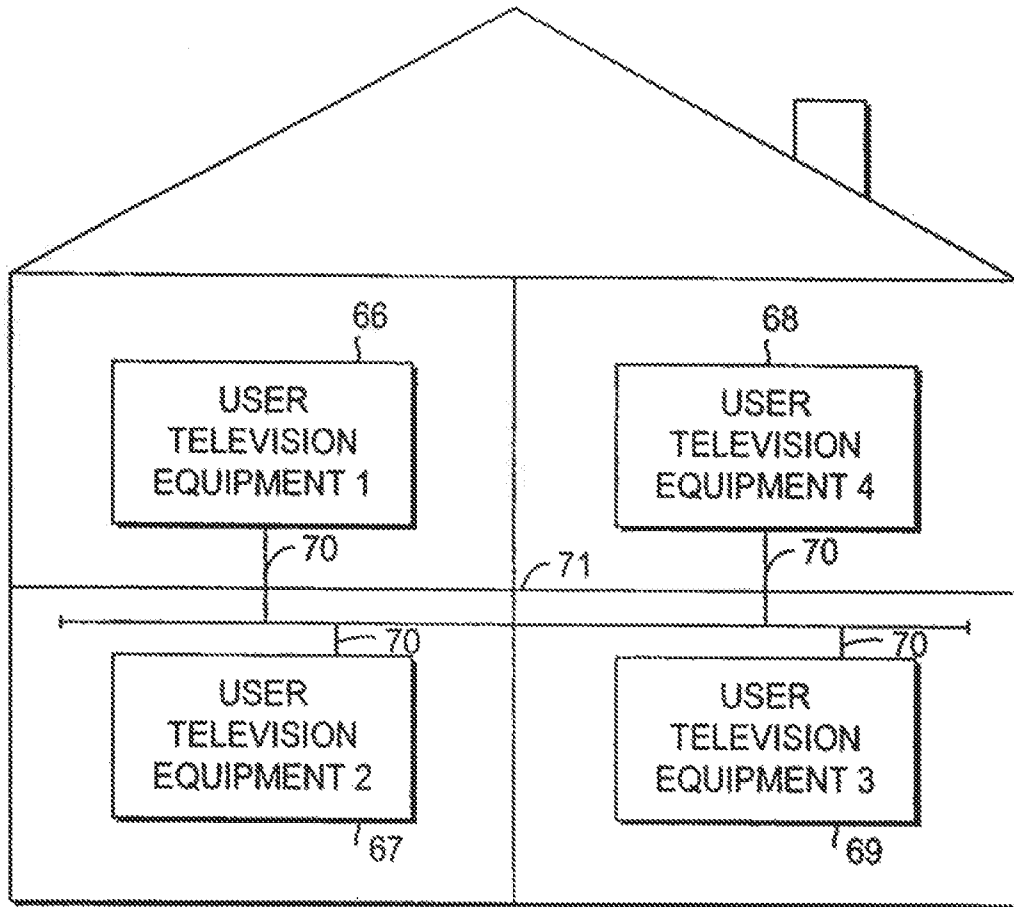 66
USER
TELEVISION
EQUIPMENT 1
70
68
USER
TELEVISION
EQUIPMENT 4
70
71
70
USER
TELEVISION
EQUIPMENT 2
67
70
USER
TELEVISION
EQUIPMENT 3
69